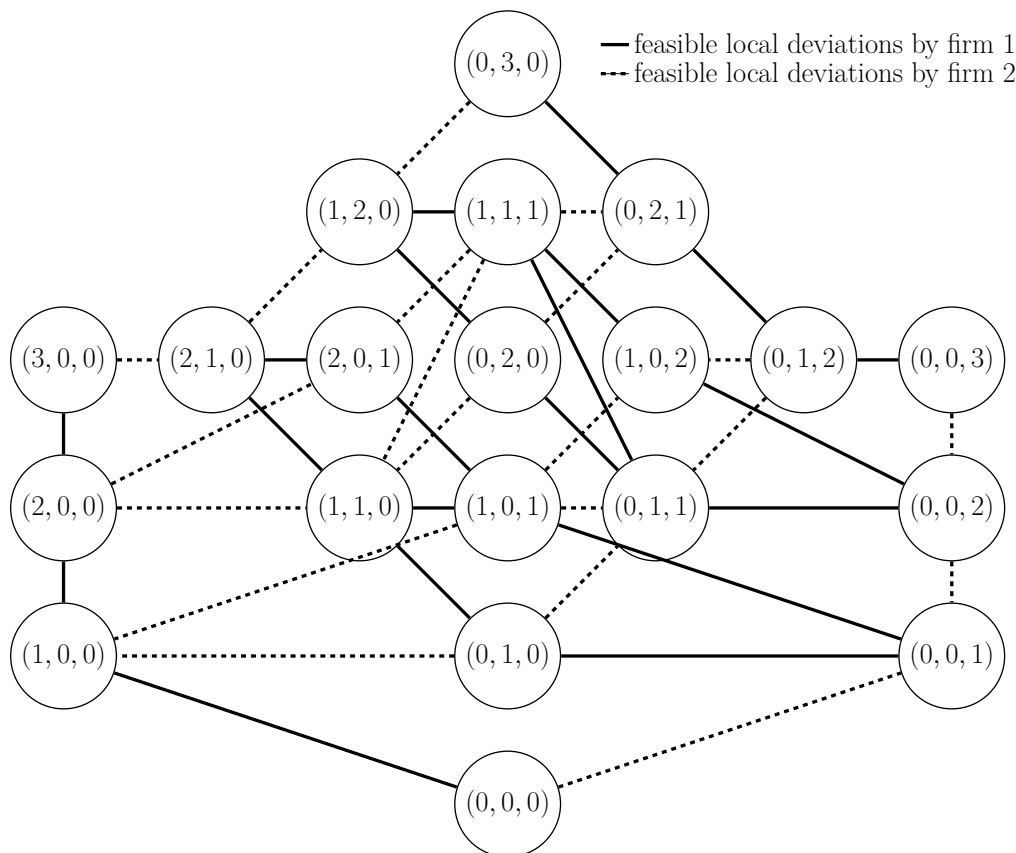 (0, 3, 0)
feasible local deviations by firm 1
feasible local deviations by firm 2
(1, 2, 0) (1, 1, 1) (0, 2, 1)
(3, 0, 0) (2, 1, 0) (2, 0, 1) (0, 2, 0) (1, 0, 2) (0, 1, 2) (0, 0, 3)
(2, 0, 0) (1, 1, 0) (1, 0, 1) (0, 1, 1) (0, 0, 2)
(1, 0, 0) (0, 1, 0) (0, 0, 1)
(0, 0, 0)